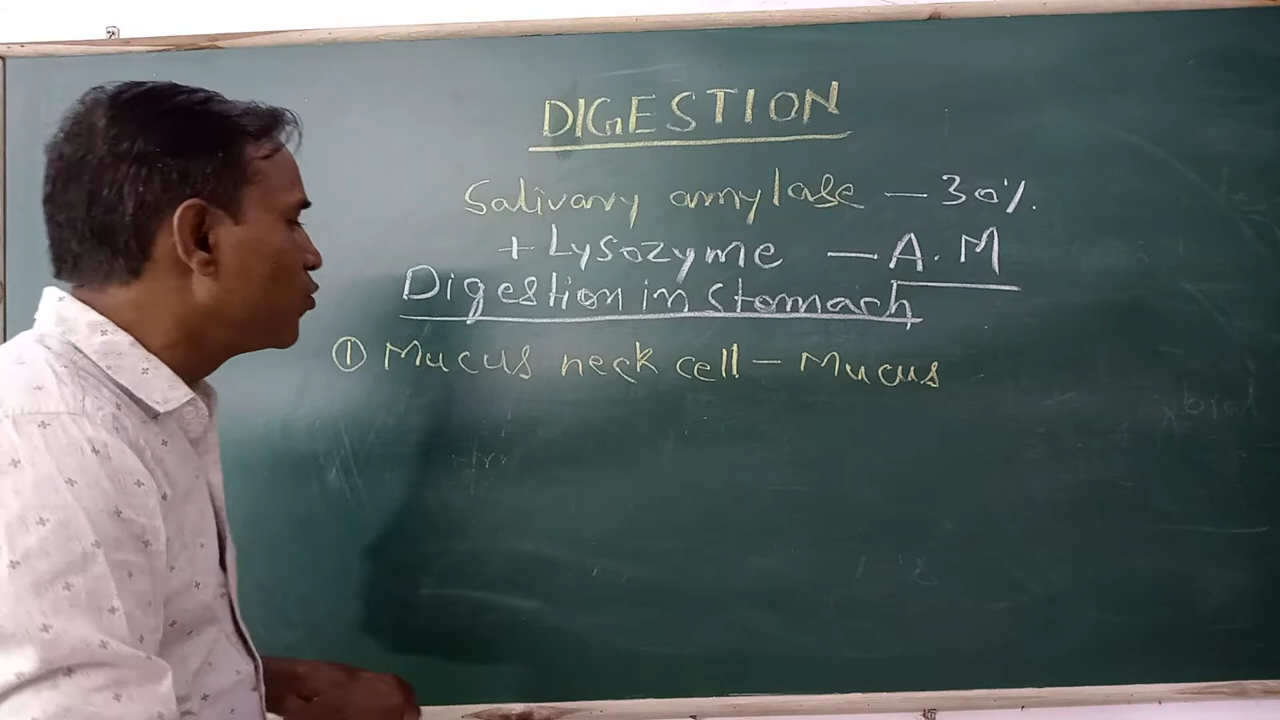 DIGESTION
Salivary amylase — 30%.
+ Lysozyme — A.M
Digestion in Stomach
① Mucus neck cell — Mucus